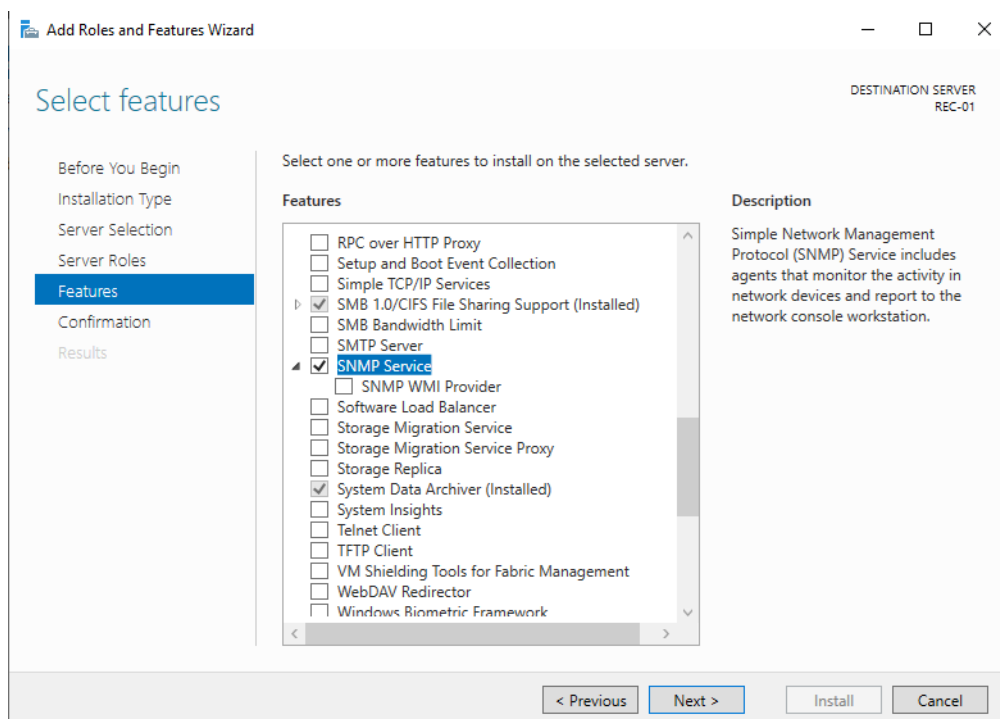 Add Roles and Features Wizard
Select features
DESTINATION SERVER
REC-01
Before You Begin
Installation Type
Server Selection
Server Roles
Features
Confirmation
Results
Select one or more features to install on the selected server.
Features
RPC over HTTP Proxy
Setup and Boot Event Collection
Simple TCP/IP Services
SMB 1.0/CIFS File Sharing Support (Installed)
SMB Bandwidth Limit
SMTP Server
SNMP Service
SNMP WMI Provider
Software Load Balancer
Storage Migration Service
Storage Migration Service Proxy
Storage Replica
System Data Archiver (Installed)
System Insights
Telnet Client
TFTP Client
VM Shielding Tools for Fabric Management
WebDAV Redirector
Windows Biometric Framework
Description
Simple Network Management
Protocol (SNMP) Service includes
agents that monitor the activity in
network devices and report to the
network console workstation.
< Previous
Next >
Install
Cancel